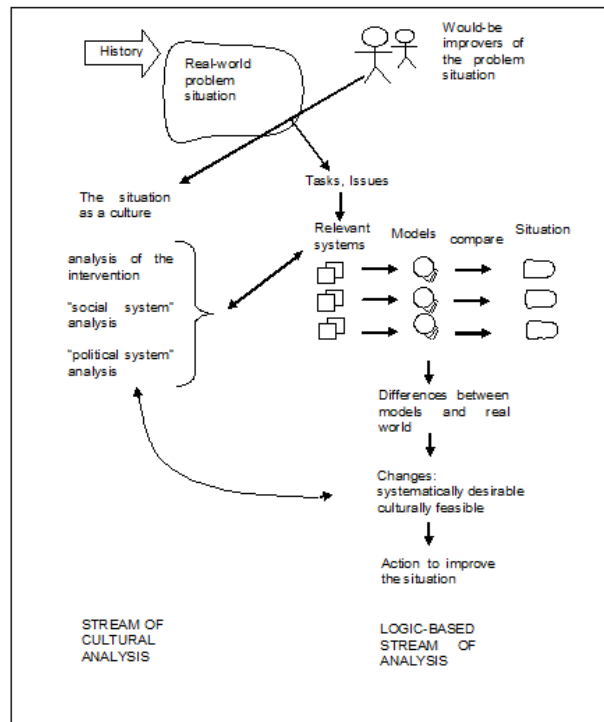 History
Real-world
problem
situation
Would-be
improvers of
the problem
situation
Tasks, Issues
The situation
as a culture
analysis of the
intervention
"social system"
analysis
"political system"
analysis
Relevant
systems
Models
compare
Situation
Differences between
models and real
world
Changes:
systematically desirable
culturally feasible
Action to improve
the situation
STREAM OF
CULTURAL
ANALYSIS
LOGIC-BASED
STREAM OF
ANALYSIS